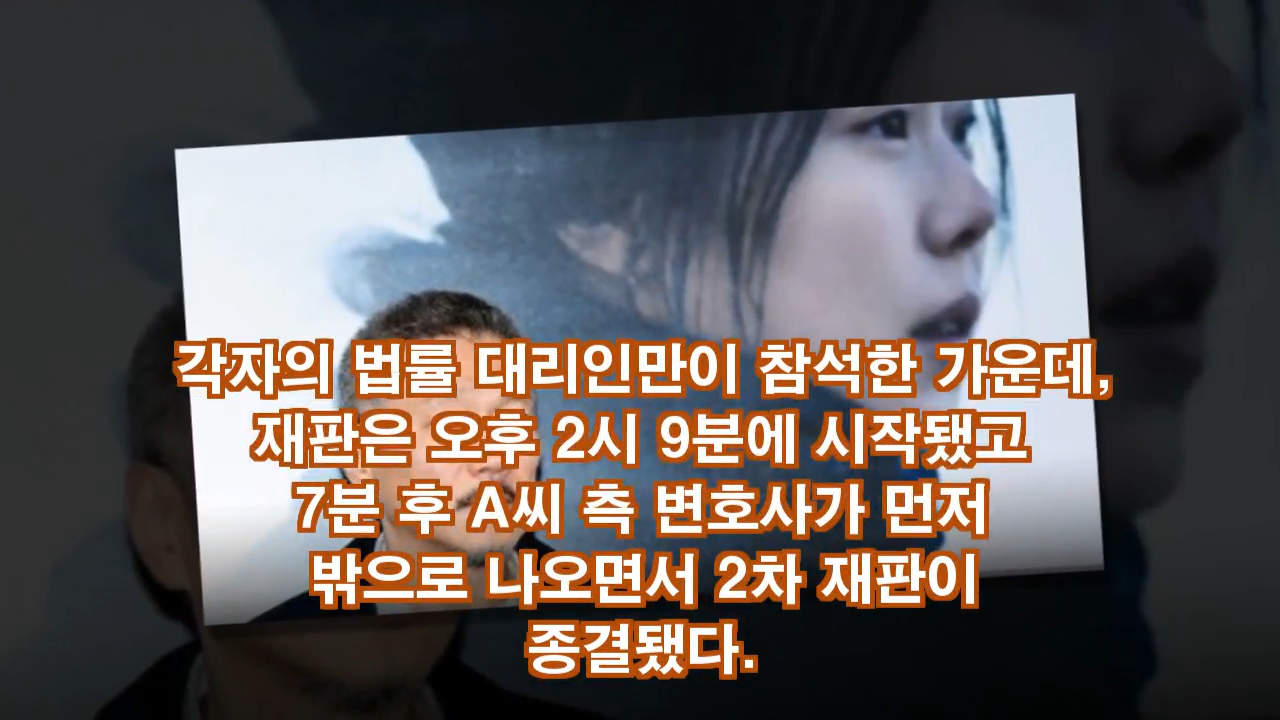 각자의 법률 대리인만이 참석한 가운데,
재판은 오후 2시 9분에 시작됐고
7분 후 A씨 측 변호사가 먼저
밖으로 나오면서 2차 재판이
종결됐다.